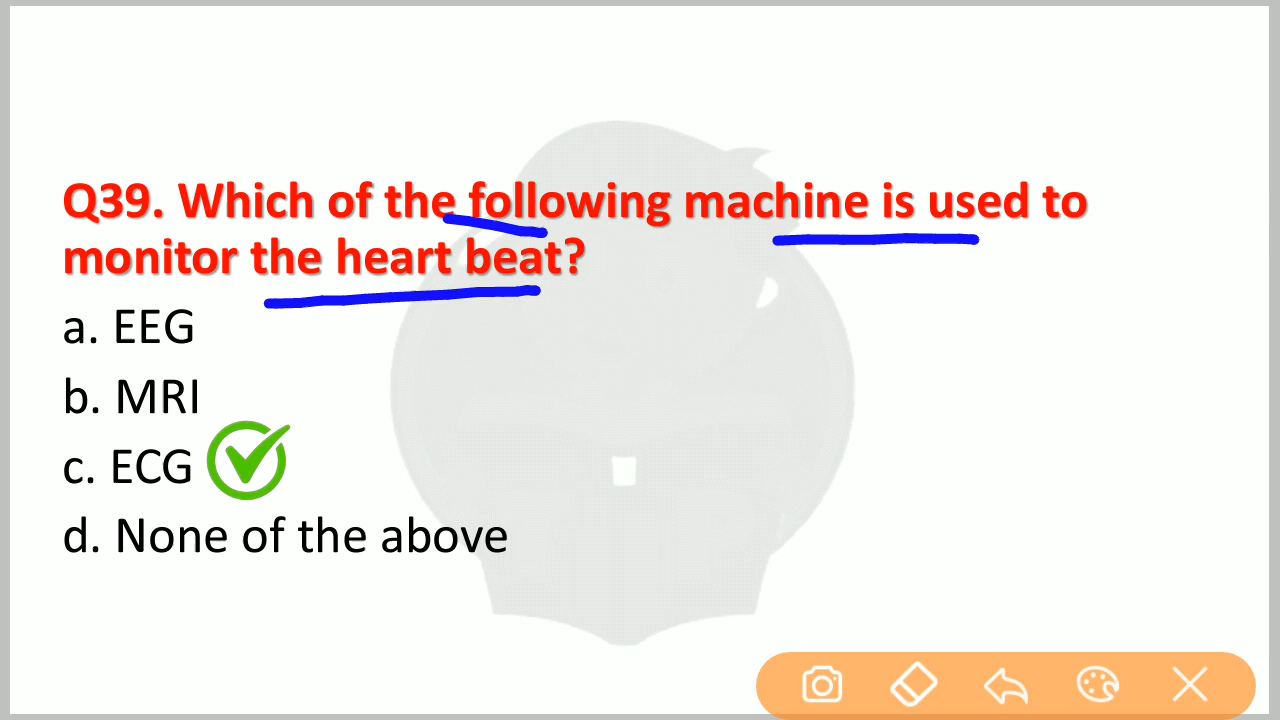 Q39. Which of the following machine is used to
monitor the heart beat?
a. EEG
b. MRI
c. ECG
d. None of the above